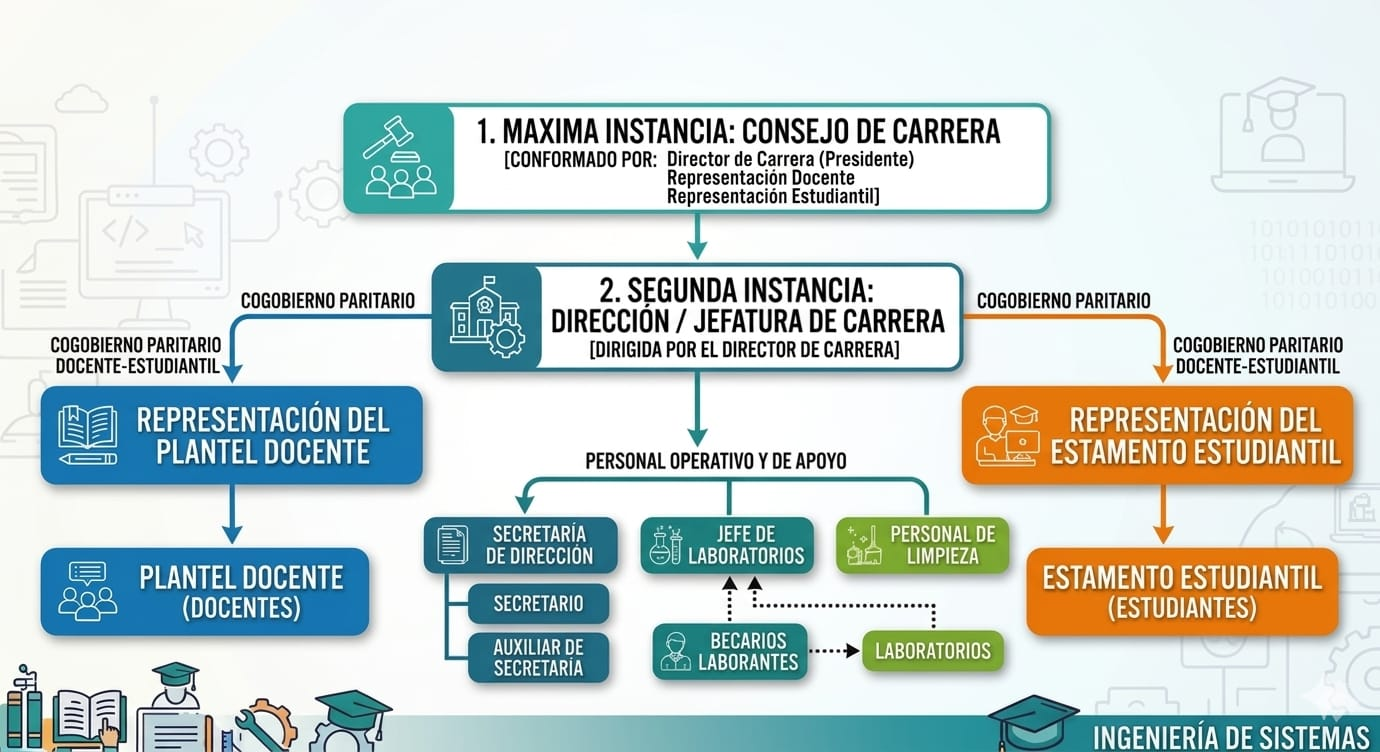 1. MAXIMA INSTANCIA: CONSEJO DE CARRERA
[CONFORMADO POR: Director de Carrera (Presidente)
Representación Docente
Representación Estudiantil]
2. SEGUNDA INSTANCIA:
DIRECCIÓN / JEFATURA DE CARRERA
[DIRIGIDA POR EL DIRECTOR DE CARRERA]
COGOBIERNO PARITARIO
COGOBIERNO PARITARIO
DOCENTE-ESTUDIANTIL
COGOBIERNO PARITARIO
COGOBIERNO PARITARIO
DOCENTE-ESTUDIANTIL
REPRESENTACIÓN DEL
PLANTEL DOCENTE
PLANTEL DOCENTE
(DOCENTES)
PERSONAL OPERATIVO Y DE APOYO
SECRETARÍA
DE DIRECCIÓN
SECRETARIO
AUXILIAR DE
SECRETARÍA
JEFE DE
LABORATORIOS
PERSONAL DE
LIMPIEZA
BECARIOS
LABORANTES
LABORATORIOS
REPRESENTACIÓN DEL
ESTAMENTO ESTUDIANTIL
ESTAMENTO ESTUDIANTIL
(ESTUDIANTES)
</>
1010101011
1011110101
10100101
101010100
INGENIERÍA DE SISTEMAS